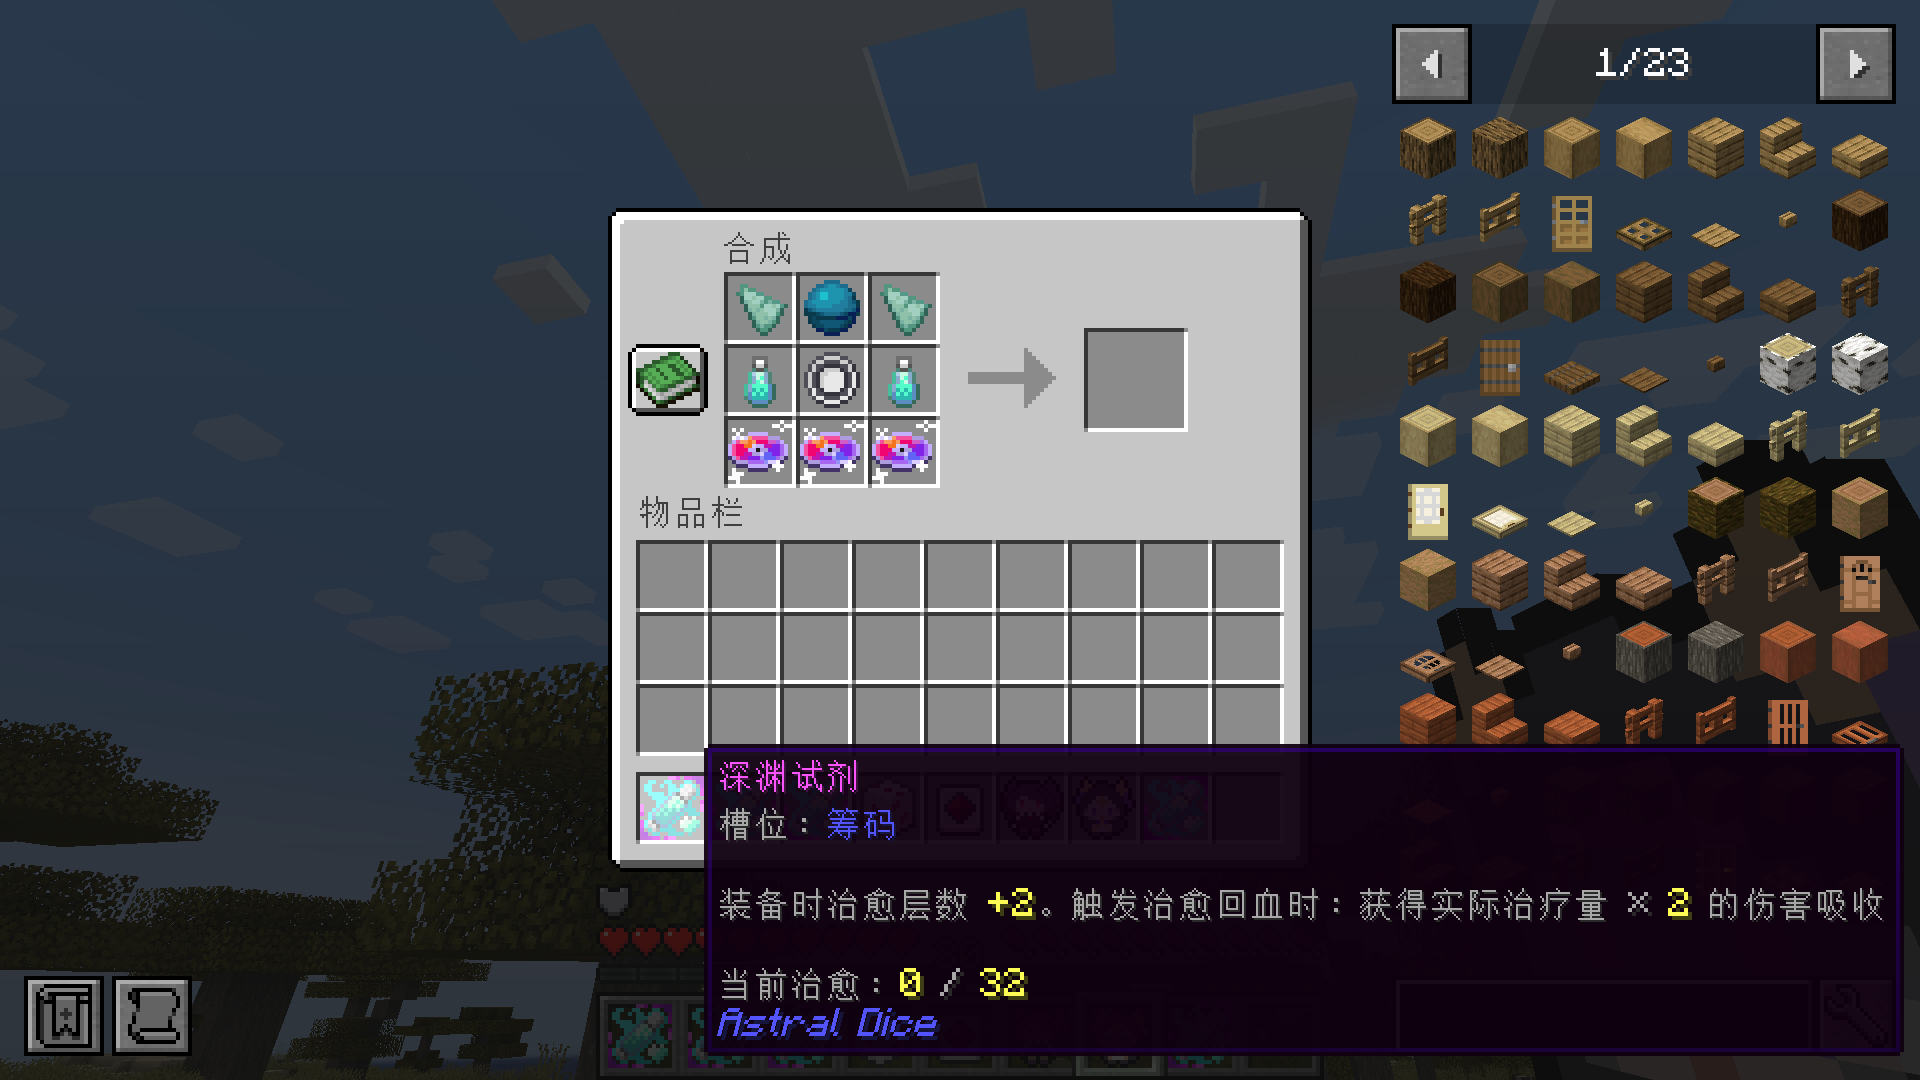 1/23
合成
物品栏
深渊试剂
槽位：筹码
装备时治愈层数 +2。触发治愈回血时：获得实际治疗量 × 2 的伤害吸收
当前治愈：0 / 32
Astral Dice